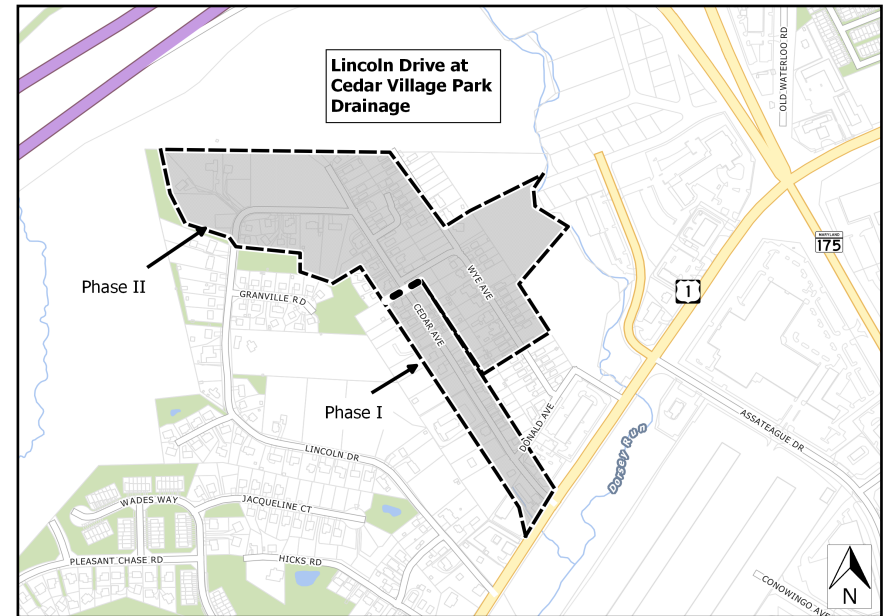 Lincoln Drive at
Cedar Village Park
Drainage
OLD WATERLOO RD
MARYLAND
175
1
Phase II
WYE AVE
GRANVILLE RD
CEDAR AVE
Phase I
DONALD AVE
ASSATEAGUE DR
Dorsey Run
LINCOLN DR
WADES WAY
JACQUELINE CT
PLEASANT CHASE RD
HICKS RD
CONOWINGO AVE
N